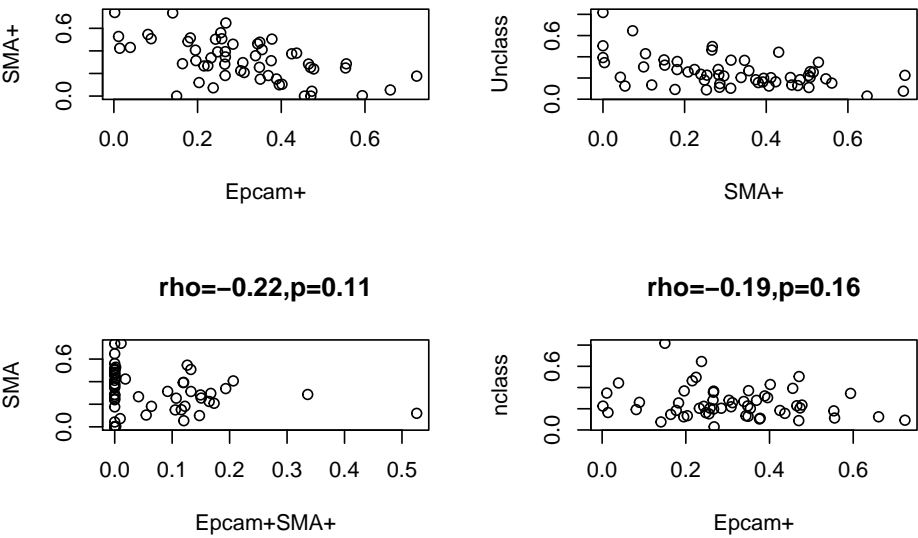 SMA+
0.0 0.6
0.0 0.2 0.4 0.6
Epcam+
Unclass
0.0 0.6
0.0 0.2 0.4 0.6
SMA+
rho=−0.22,p=0.11
SMA
0.0 0.6
0.0 0.1 0.2 0.3 0.4 0.5
Epcam+SMA+
rho=−0.19,p=0.16
nclass
0.0 0.6
0.0 0.2 0.4 0.6
Epcam+